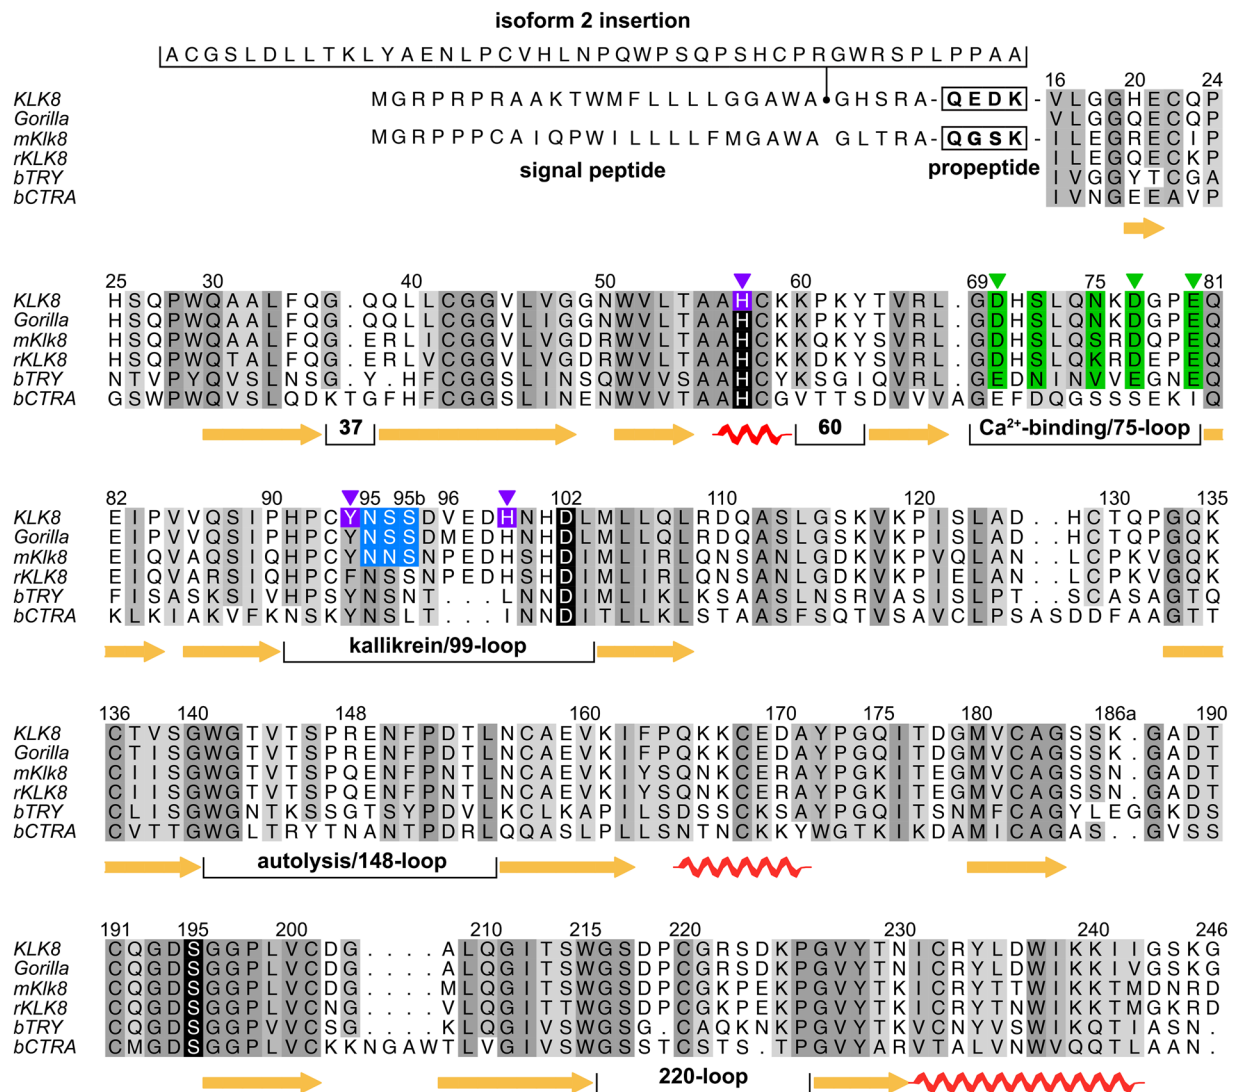 isoform 2 insertion
ACGSLDLLTKLYAENLPCVHLNPQWPSQPSHCPRGWRSPLPPAA
16 20 24
KLK8 MGRPRPRAAKTWMFLLLLGGAWA GHSRA-QEDK-VLGGHECQP
Gorilla VLGGQECQP
mKlk8 MGRPPPCAIQPWILLLLFMGAWA GLTRA-QGSK-ILEGRECIP
rKLK8 ILEGQECKP
bTRY IVGGYTCGA
bCTRA IVNGEEAVP
signal peptide propeptide
25 30 40 50 60 69 75 81
KLK8 HSQPWQAALFQG.QQLLCGGVLVGGNWVLTAAHCKKPKYTVRL.GDHSLQNKDGPEQ
Gorilla HSQPWQAALFQG.QQLLCGGVLIGGNWVLTAAHCKKPKYTVRL.GDHSLQNKDGPEQ
mKlk8 HSQPWQAALFQG.ERLICGGVLVGDRWVLTAAHCKKQKYSVRL.GDHSLQSRDQPEQ
rKLK8 HSQPWQTALFQG.ERLVCGGVLVGDRWVLTAAHCKKDKYSVRL.GDHSLQKRDEPEQ
bTRY NTVPYQVSLNSG.Y.HFCGGSLINSQWVVSAAHCYKSGIQVRL.GEDNINVVEGNEQ
bCTRA GSWPWQVSLQDKTGFHFCGGSLINENWVVTAAHCGVTTSDVVVAGEFDQGSSSEKIQ
37 60 Ca²⁺-binding/75-loop
82 90 95 95b 96 102 110 120 130 135
KLK8 EIPVVQSIPHPCYNSSDVEDHNHDLMLLQLRDQASLGSKVKPISLAD..HCTQPGQK
Gorilla EIPVVQSIPHPCYNSSDMEDHNHDLMLLQLRDQASLGSKVKPISLAD..HCTQPGQK
mKlk8 EIQVAQSIQHPCYNNSNPEDHSHDIMLIRLQNSANLGDKVKPVQLAN..LCPKVGQK
rKLK8 EIQVARSIQHPCFNSSNPEDHSHDIMLIRLQNSANLGDKVKPIELAN..LCPKVGQK
bTRY FISASKSIVHPSYNSNT...LNNDIMLIKLKSAASLNSRVASISLPT..SCASAGTQ
bCTRA KLKIAKVFKNSKYNSLT...INNDITLLKLSTAASFSQTVSAVCLPSASDDFAAGTT
kallikrein/99-loop
136 140 148 160 170 175 180 186a 190
KLK8 CTVSGWGTVTSPRENFPDTLNCAEVKIFPQKKCEDAYPGQITDGMVCAGSSK.GADT
Gorilla CTISGWGTVTSPRENFPDTLNCAEVKIFPQKKCEDAYPGQITDGMVCAGSSK.GADT
mKlk8 CIISGWGTVTSPQENFPNTLNCAEVKIYSQNKCERAYPGKITEGMVCAGSSN.GADT
rKLK8 CIISGWGTVTSPQENFPNTLNCAEVKIYSQNKCERAYPGKITEGMVCAGSSN.GADT
bTRY CLISGWGNTKSSGTSYPDVLKCLKAPILSDSSCKSAYPGQITSNMFCAGYLEGGKDS
bCTRA CVTTGWGLTRYTNANTPDRLQQASLPLLSNTNCKKYWGTKIKDAMICAGAS..GVSS
autolysis/148-loop
191 195 200 210 215 220 230 240 246
KLK8 CQGDSGGPLVCDG....ALQGITSWGSDPCGRSDKPGVYTNICRYLDWIKKIIGSKG
Gorilla CQGDSGGPLVCDG....ALQGITSWGSDPCGRSDKPGVYTNICRYLDWIKKIVGSKG
mKlk8 CQGDSGGPLVCDG....MLQGITSWGSDPCGKPEKPGVYTKICRYTTWIKKTMDNRD
rKLK8 CQGDSGGPLVCNG....VLQGITTWGSDPCGKPEKPGVYTKICRYTNWIKKTMGKRD
bTRY CQGDSGGPVVCSG....KLQGIVSWGSG.CAQKNKPGVYTKVCNYVSWIKQTIASN.
bCTRA CMGDSGGPLVCKKNGAWTLVGIVSWGSSTCSTS.TPGVYARVTALVNWVQQTLAAN.
220-loop